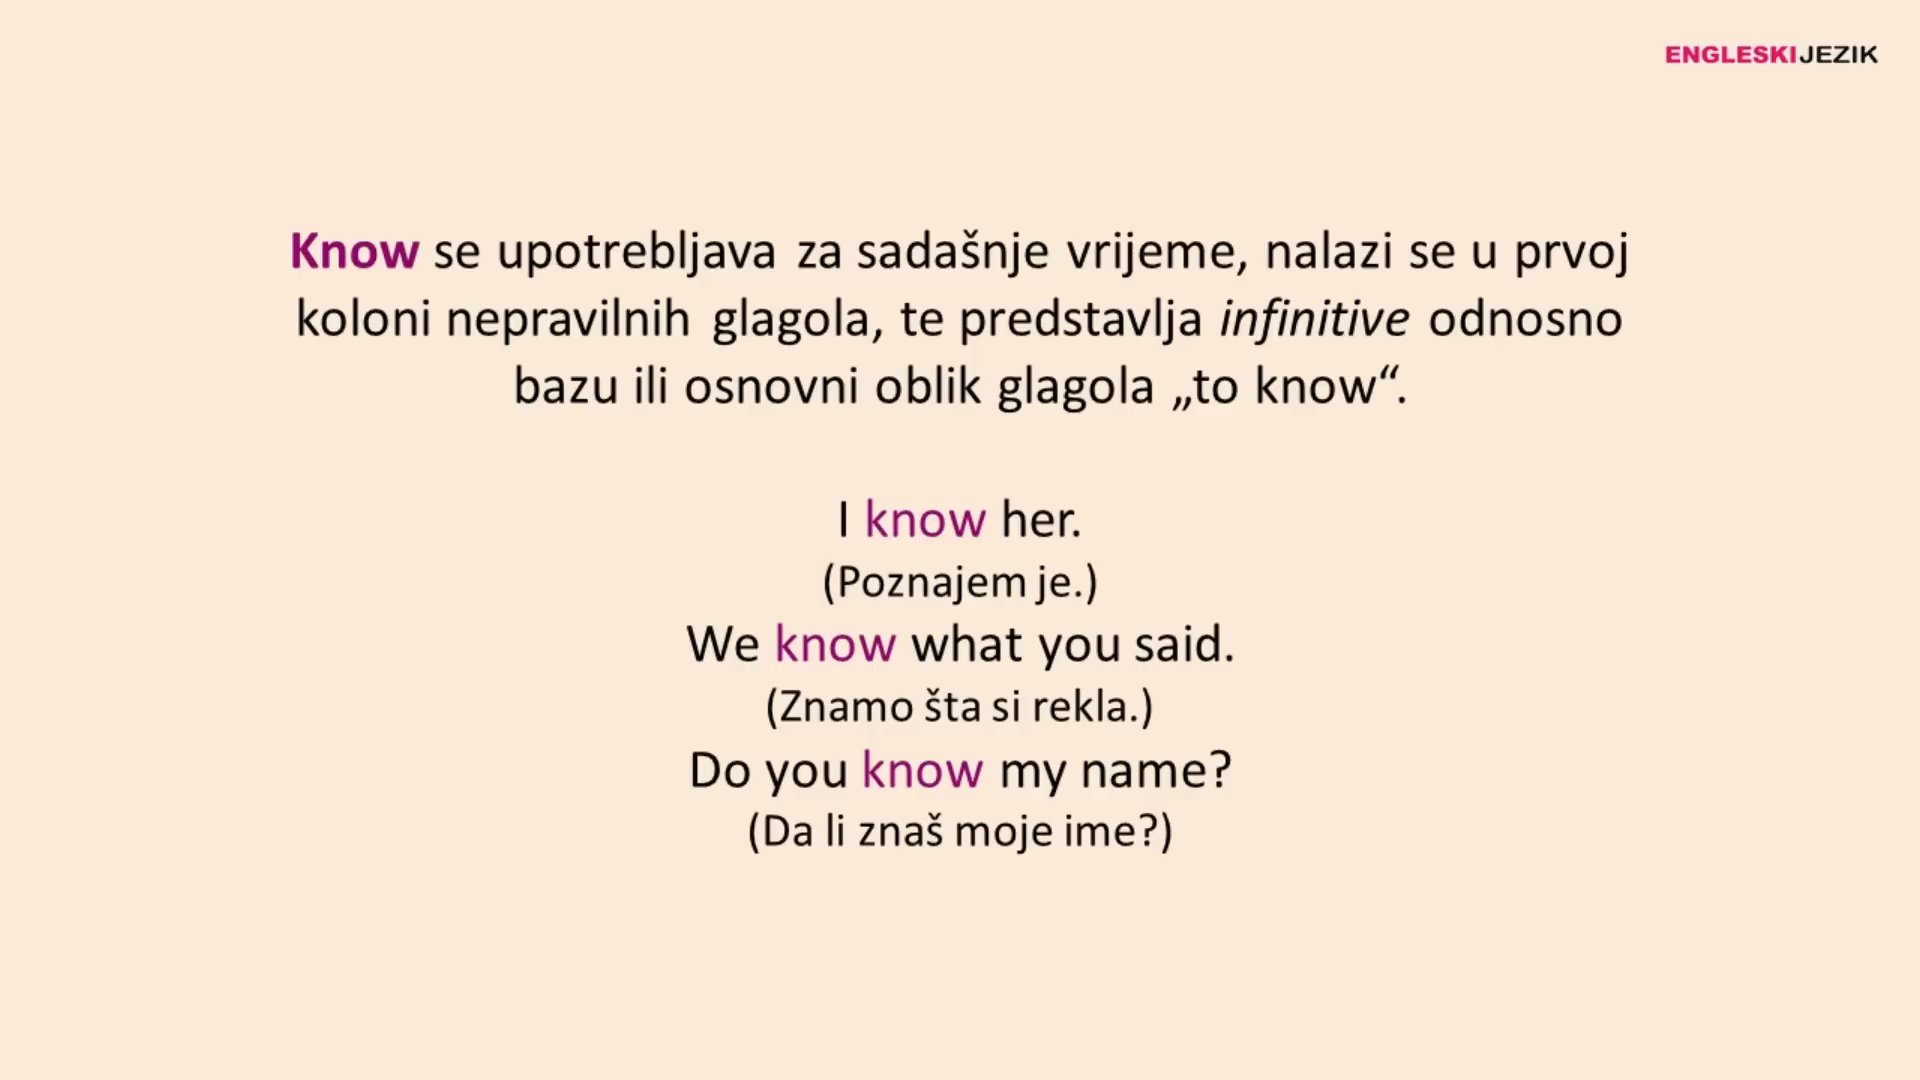 ENGLESKIJEZIK
Know se upotrebljava za sadašnje vrijeme, nalazi se u prvoj
koloni nepravilnih glagola, te predstavlja infinitive odnosno
bazu ili osnovni oblik glagola „to know“.
I know her.
(Poznajem je.)
We know what you said.
(Znamo šta si rekla.)
Do you know my name?
(Da li znaš moje ime?)